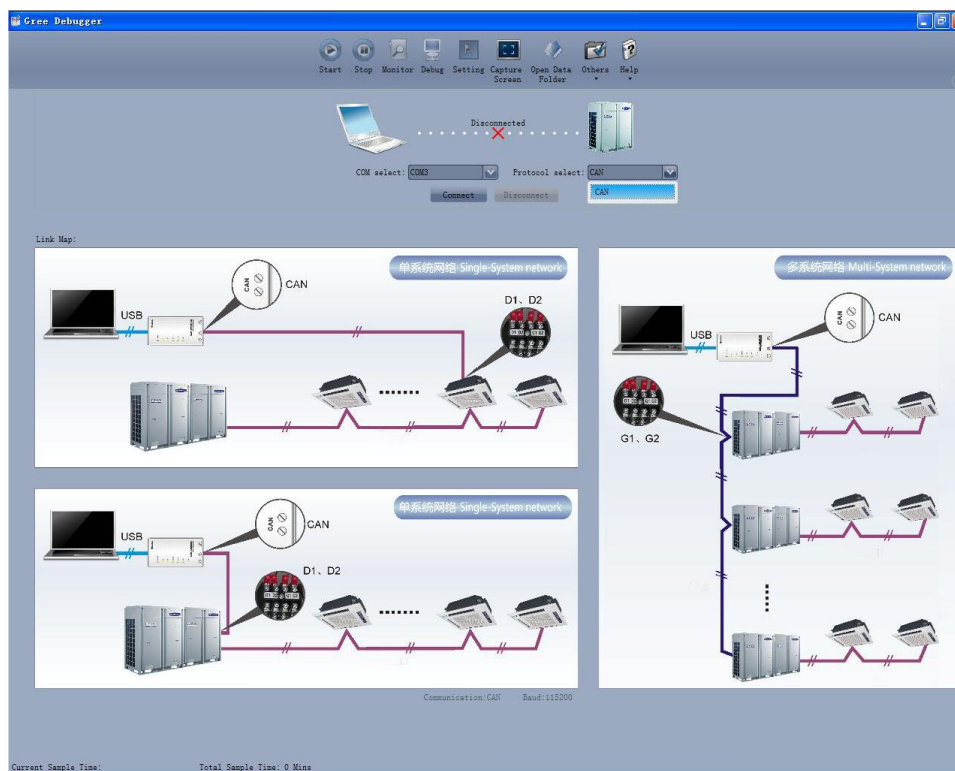 Gree Debugger
Start Stop Monitor Debug Setting Capture Screen Open Data Folder Others Help
Disconnected
COM select: COM3 Protocol select: CAN
Connect Disconnect CAN
Link Map:
单系统网络 Single-System network
CAN
CAN
USB
D1、D2
单系统网络 Single-System network
CAN
CAN
USB
D1、D2
多系统网络 Multi-System network
CAN
CAN
USB
G1、G2
Communication:CAN Baud:115200
Current Sample Time: Total Sample Time: 0 Mins